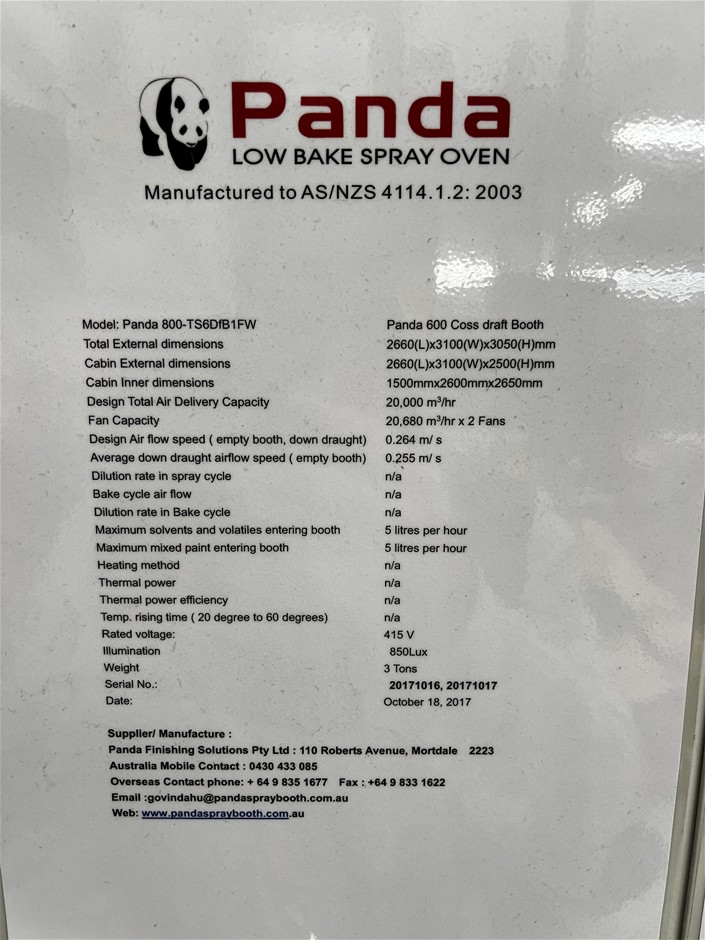 Panda
LOW BAKE SPRAY OVEN
Manufactured to AS/NZS 4114.1.2: 2003
Model: Panda 800-TS6DfB1FW Panda 600 Coss draft Booth
Total External dimensions 2660(L)x3100(W)x3050(H)mm
Cabin External dimensions 2660(L)x3100(W)x2500(H)mm
Cabin Inner dimensions 1500mmx2600mmx2650mm
Design Total Air Delivery Capacity 20,000 m³/hr
Fan Capacity 20,680 m³/hr x 2 Fans
Design Air flow speed ( empty booth, down draught) 0.264 m/ s
Average down draught airflow speed ( empty booth) 0.255 m/ s
Dilution rate in spray cycle n/a
Bake cycle air flow n/a
Dilution rate in Bake cycle n/a
Maximum solvents and volatiles entering booth 5 litres per hour
Maximum mixed paint entering booth 5 litres per hour
Heating method n/a
Thermal power n/a
Thermal power efficiency n/a
Temp. rising time ( 20 degree to 60 degrees) n/a
Rated voltage: 415 V
Illumination 850Lux
Weight 3 Tons
Serial No.: 20171016, 20171017
Date: October 18, 2017
Supplier/ Manufacture :
Panda Finishing Solutions Pty Ltd : 110 Roberts Avenue, Mortdale 2223
Australia Mobile Contact : 0430 433 085
Overseas Contact phone: + 64 9 835 1677 Fax : +64 9 833 1622
Email :govindahu@pandaspraybooth.com.au
Web: www.pandaspraybooth.com.au